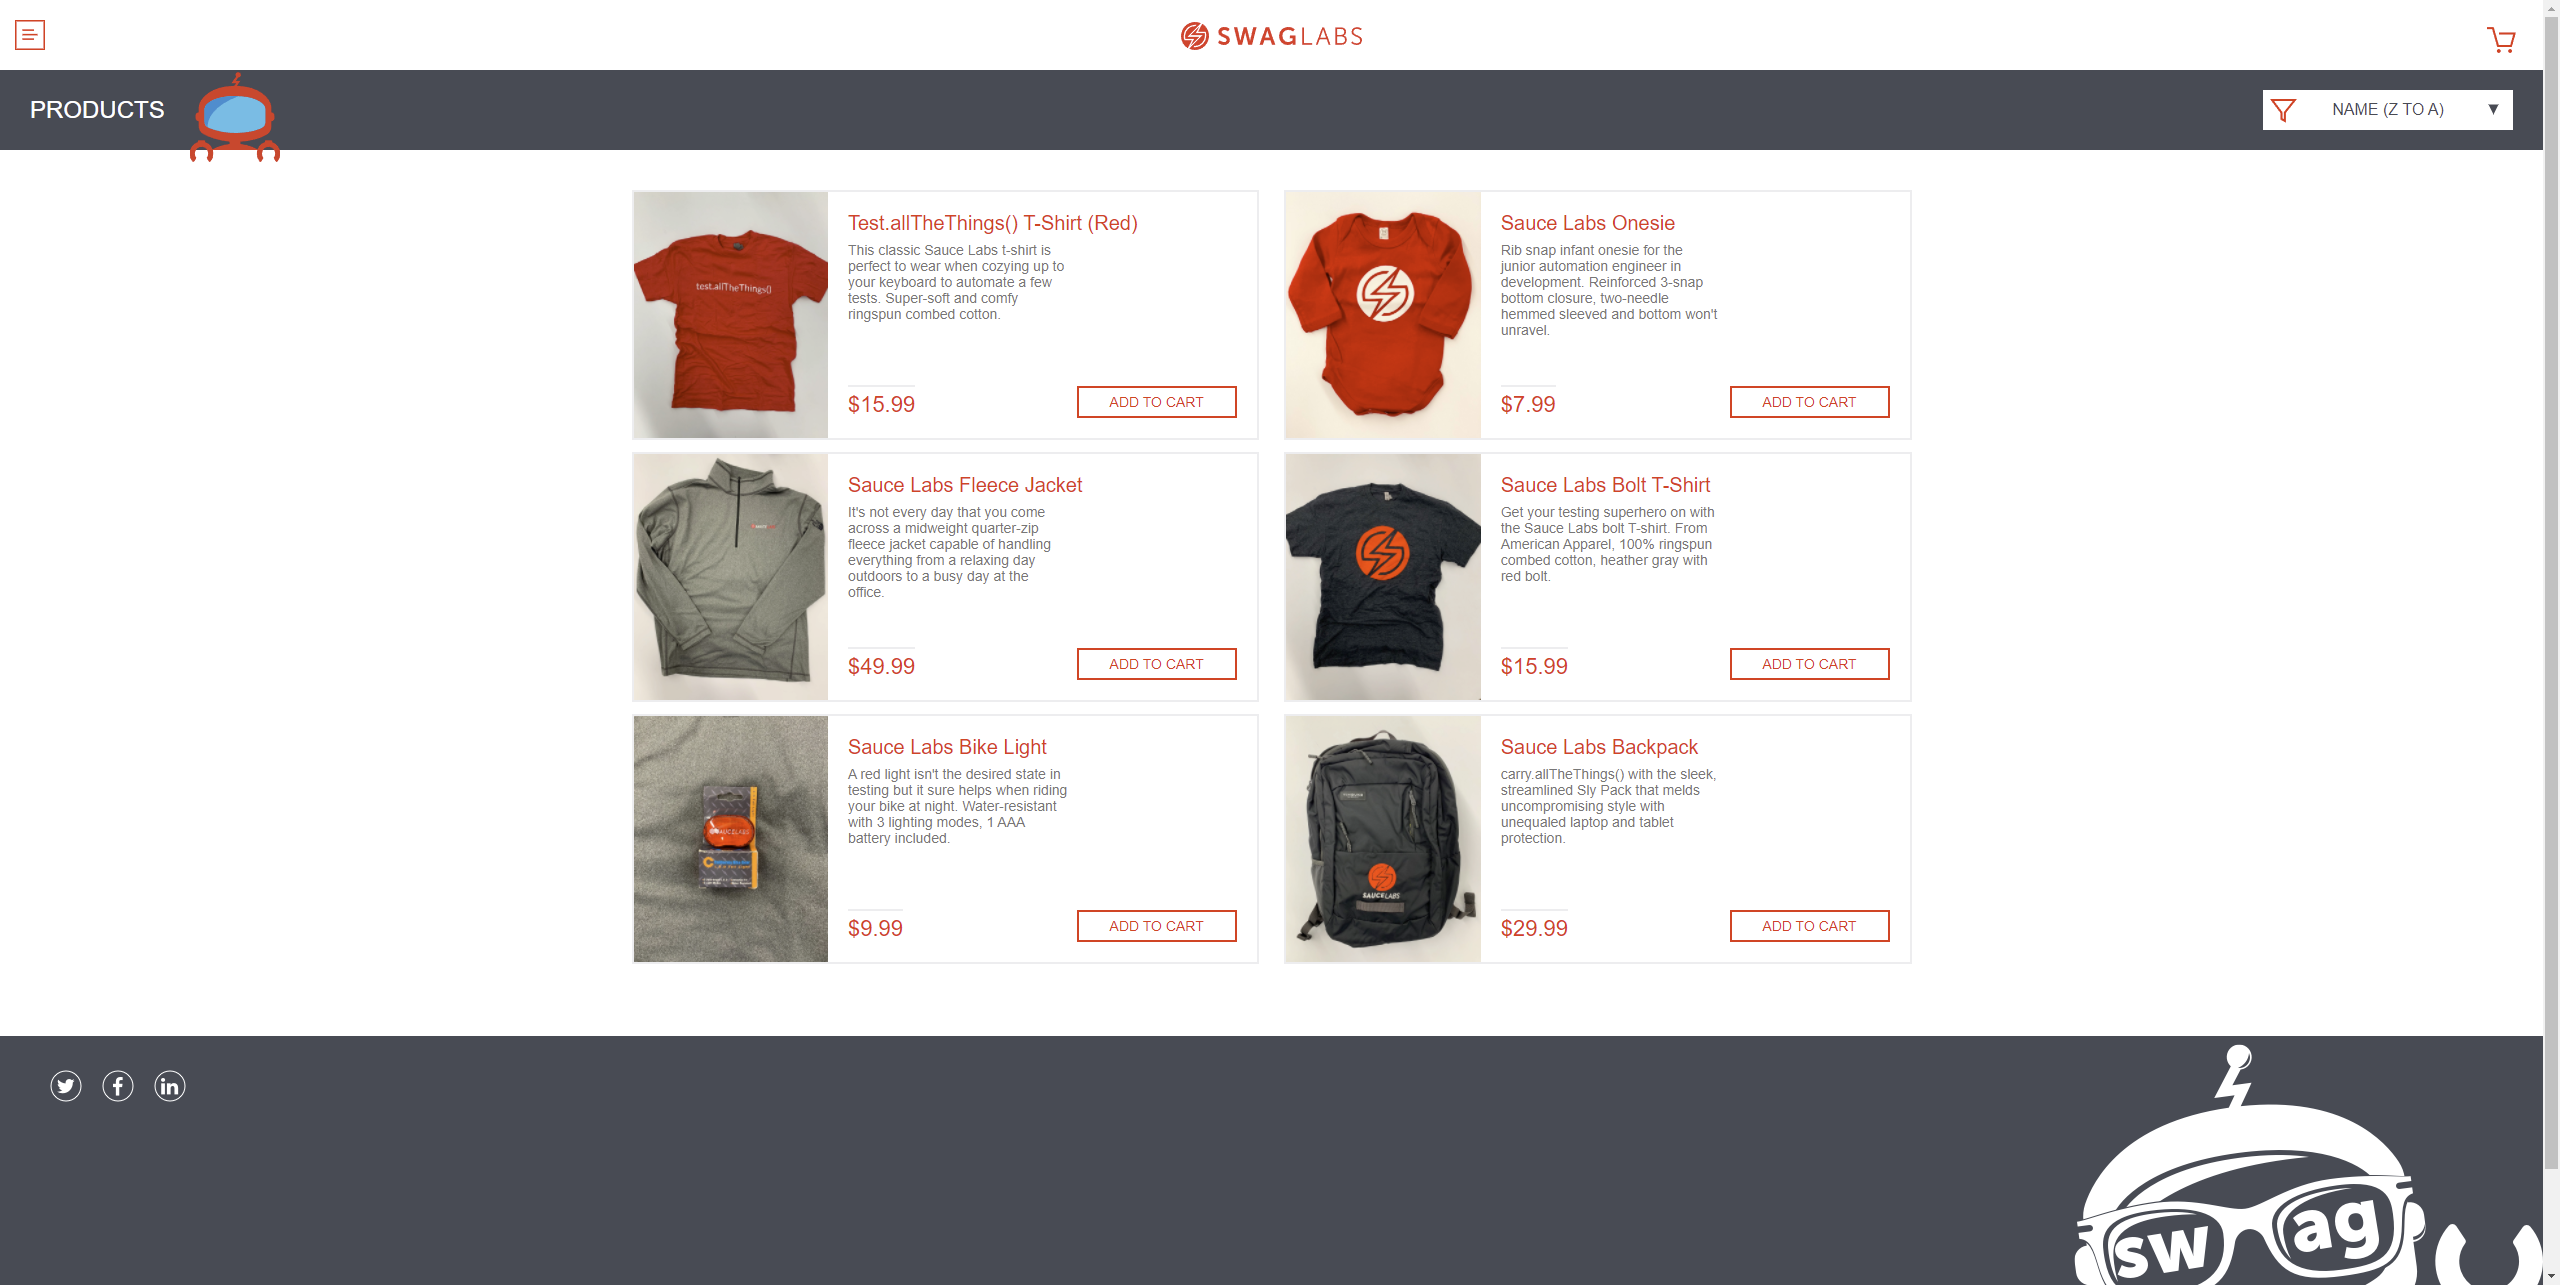 SWAGLABS
PRODUCTS
NAME (Z TO A)
test.allTheThings()
Test.allTheThings() T-Shirt (Red)
This classic Sauce Labs t-shirt is
perfect to wear when cozying up to
your keyboard to automate a few
tests. Super-soft and comfy
ringspun combed cotton.
$15.99
ADD TO CART
Sauce Labs Onesie
Rib snap infant onesie for the
junior automation engineer in
development. Reinforced 3-snap
bottom closure, two-needle
hemmed sleeved and bottom won't
unravel.
$7.99
ADD TO CART
Sauce Labs Fleece Jacket
It's not every day that you come
across a midweight quarter-zip
fleece jacket capable of handling
everything from a relaxing day
outdoors to a busy day at the
office.
$49.99
ADD TO CART
Sauce Labs Bolt T-Shirt
Get your testing superhero on with
the Sauce Labs bolt T-shirt. From
American Apparel, 100% ringspun
combed cotton, heather gray with
red bolt.
$15.99
ADD TO CART
SAUCELABS
Sauce Labs Bike Light
A red light isn't the desired state in
testing but it sure helps when riding
your bike at night. Water-resistant
with 3 lighting modes, 1 AAA
battery included.
$9.99
ADD TO CART
SAUCELABS
Sauce Labs Backpack
carry.allTheThings() with the sleek,
streamlined Sly Pack that melds
uncompromising style with
unequaled laptop and tablet
protection.
$29.99
ADD TO CART
swag